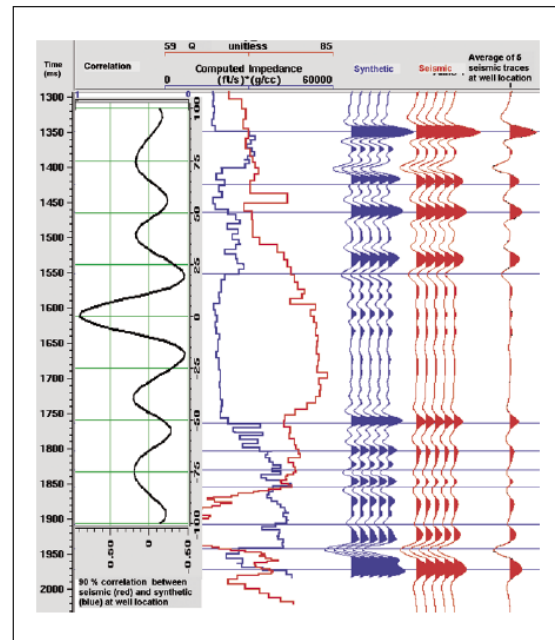 59 Q unitless 85
Time
(ms)
Correlation
(ft/s)*(g/cc)
0 Computed Impedance 60000
Synthetic
Seismic
Average of 5
seismic traces
at well location
1300
1350
1400
1450
1500
1550
1600
1650
1700
1750
1800
1850
1900
1950
2000
1
0
100
75
50
25
0
-25
-50
-75
-100
0.50
0
-0.50
90 % correlation between
seismic (red) and synthetic
(blue) at well location